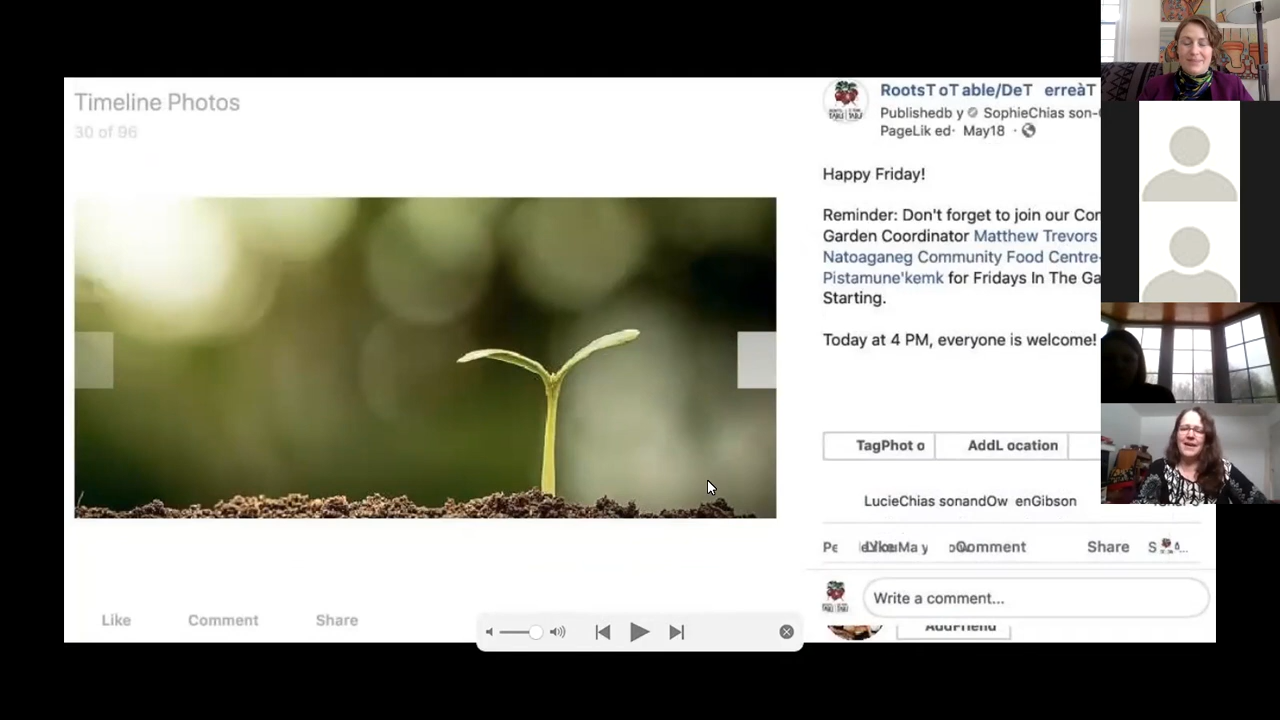 Timeline Photos
30 of 96
RootsT oT able/DeT erreàT
Publishedb y SophieChias son-
PageLik ed· May18 ·
Happy Friday!
Reminder: Don't forget to join our
Garden Coordinator Matthew Trevors
Natoaganeg Community Food Centre-
Pistamune'kemk for Fridays In The
Starting.
Today at 4 PM, everyone is welcome!
TagPhot o AddL ocation
LucieChias sonandOw enGibson
Comment Share
Write a comment...
AddFriend
Like Comment Share